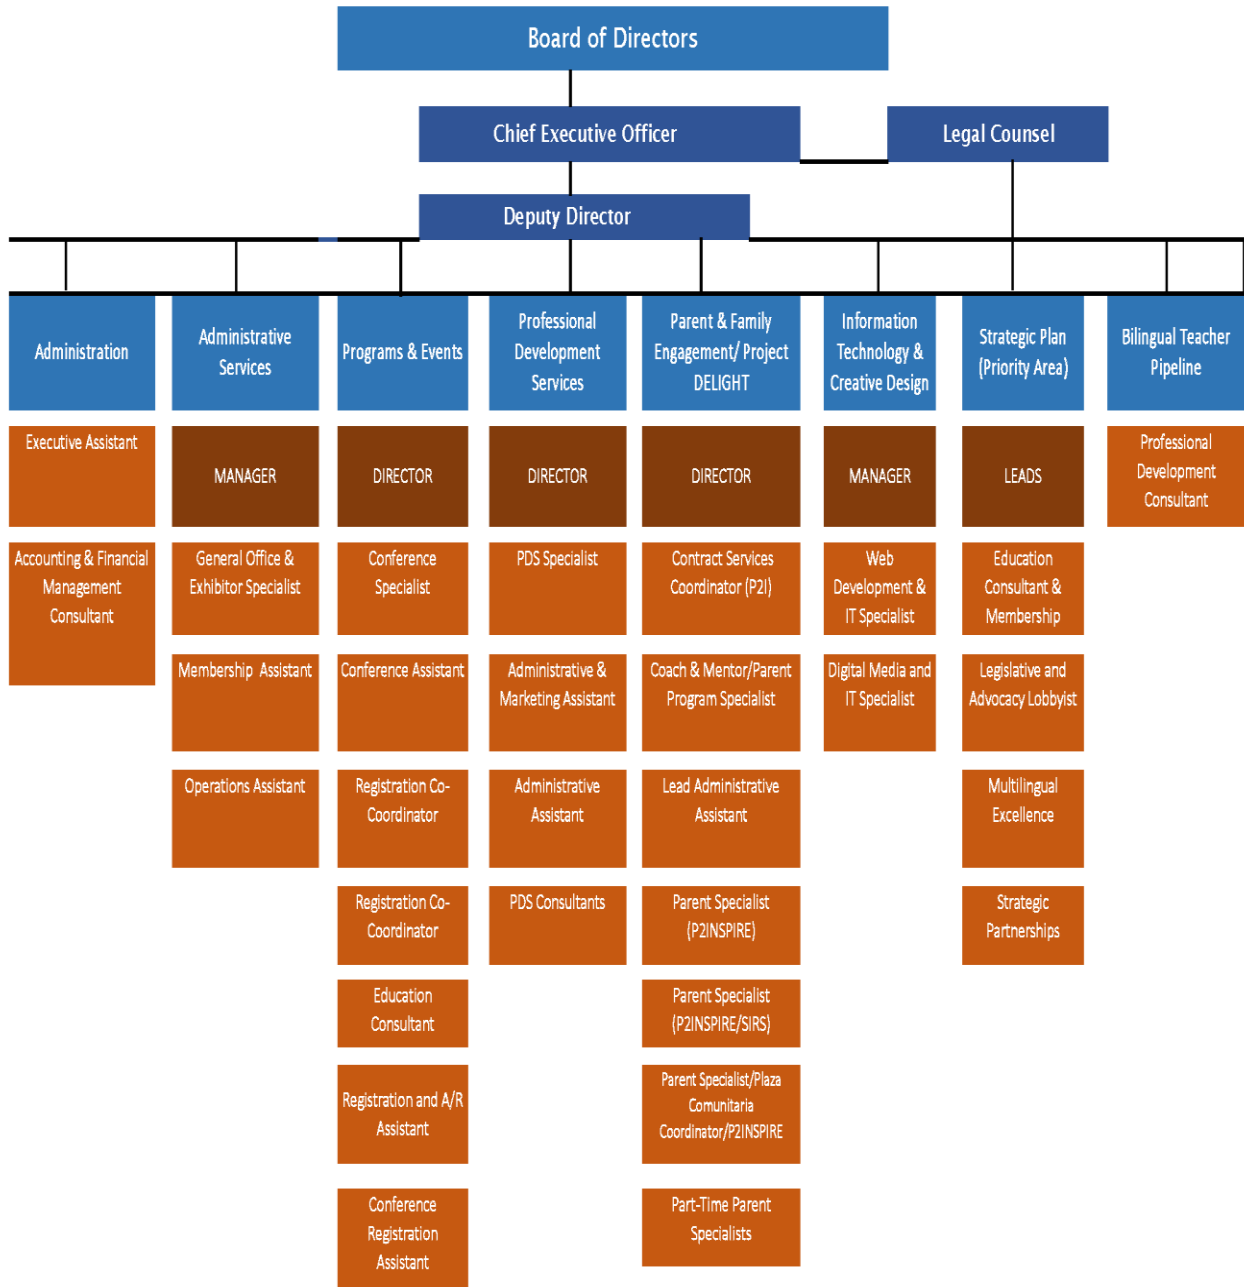 Board of Directors
Chief Executive Officer
Legal Counsel
Deputy Director
Administration
Administrative
Services
Programs & Events
Professional
Development
Services
Parent & Family
Engagement/ Project
DELIGHT
Information
Technology &
Creative Design
Strategic Plan
(Priority Area)
Bilingual Teacher
Pipeline
Executive Assistant
MANAGER
DIRECTOR
DIRECTOR
DIRECTOR
MANAGER
LEADS
Professional
Development
Consultant
Accounting & Financial
Management
Consultant
General Office &
Exhibitor Specialist
Conference
Specialist
PDS Specialist
Contract Services
Coordinator (P2I)
Web
Development &
IT Specialist
Education
Consultant &
Membership
Membership Assistant
Conference Assistant
Administrative &
Marketing Assistant
Coach & Mentor/Parent
Program Specialist
Digital Media and
IT Specialist
Legislative and
Advocacy Lobbyist
Operations Assistant
Registration Co-
Coordinator
Administrative
Assistant
Lead Administrative
Assistant
Multilingual
Excellence
Registration Co-
Coordinator
PDS Consultants
Parent Specialist
(P2INSPIRE)
Strategic
Partnerships
Education
Consultant
Parent Specialist
(P2INSPIRE/SIRS)
Registration and A/R
Assistant
Parent Specialist/Plaza
Comunitaria
Coordinator/P2INSPIRE
Conference
Registration
Assistant
Part-Time Parent
Specialists